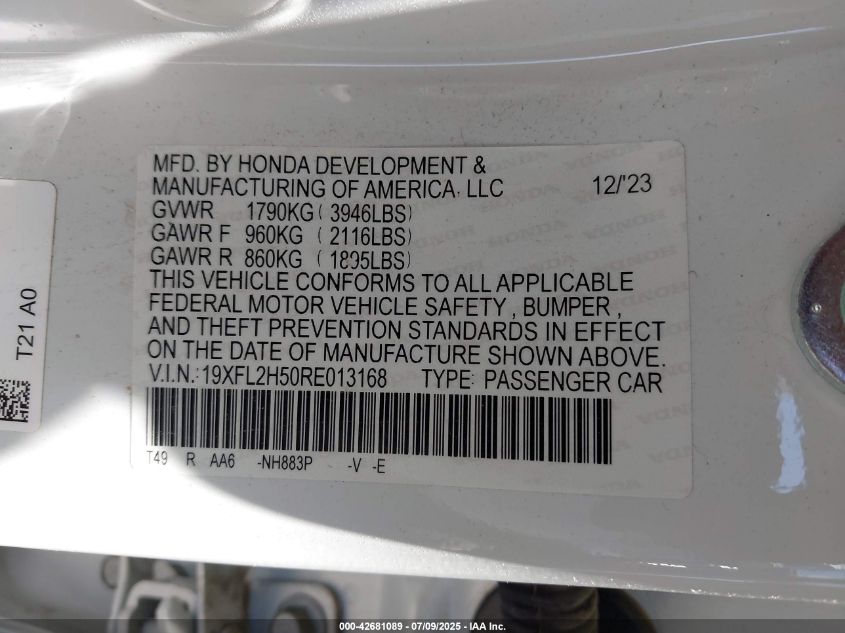 MFD. BY HONDA DEVELOPMENT &
MANUFACTURING OF AMERICA, LLC 12/'23
GVWR 1790KG ( 3946LBS)
GAWR F 960KG ( 2116LBS)
GAWR R 860KG ( 1895LBS)
THIS VEHICLE CONFORMS TO ALL APPLICABLE
FEDERAL MOTOR VEHICLE SAFETY , BUMPER ,
AND THEFT PREVENTION STANDARDS IN EFFECT
ON THE DATE OF MANUFACTURE SHOWN ABOVE.
V.I.N.:19XFL2H50RE013168 TYPE: PASSENGER CAR
T49 R AA6 -NH883P -V -E
T21 A0
000-42681089 - 07/09/2025 - IAA Inc.